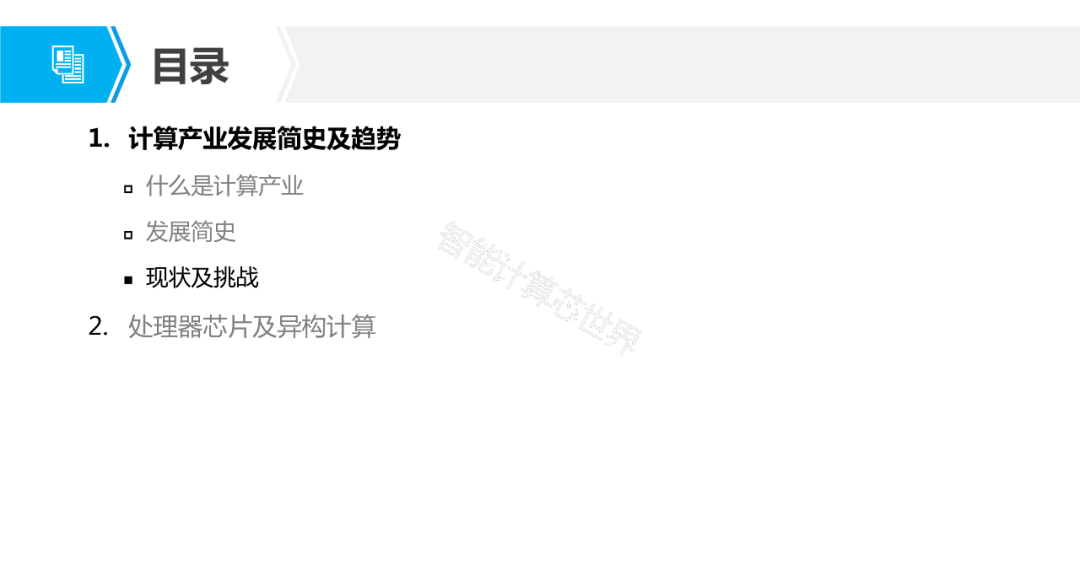 目录
1. 计算产业发展简史及趋势
什么是计算产业
发展简史
现状及挑战
2. 处理器芯片及异构计算
智能计算芯世界